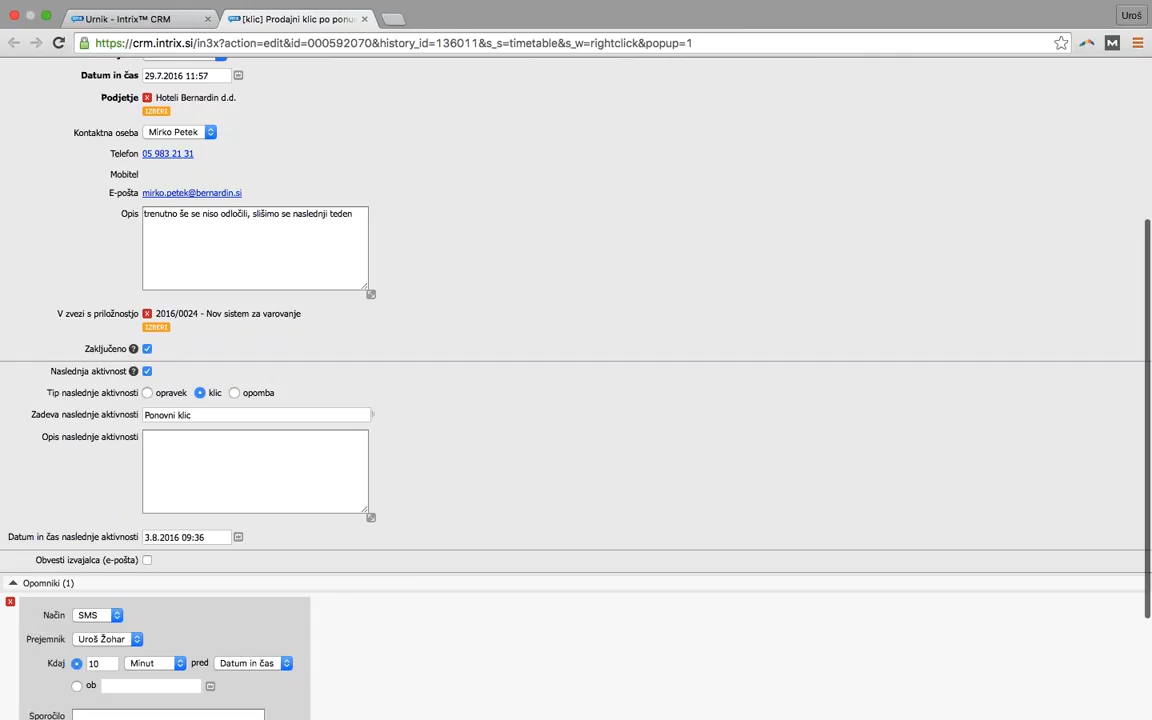 Urnik - Intrix™ CRM
[klic] Prodajni klic po ponu
Uroš
https://crm.intrix.si/in3x?action=edit&id=000592070&history_id=136011&s_s=timetable&s_w=rightclick&popup=1
Datum in čas 29.7.2016 11:57
Podjetje Hoteli Bernardin d.d.
IZBERI
Kontaktna oseba Mirko Petek
Telefon 05 983 21 31
Mobitel
E-pošta mirko.petek@bernardin.si
Opis trenutno še se niso odločili, slišimo se naslednji teden
V zvezi s priložnostjo 2016/0024 - Nov sistem za varovanje
IZBERI
Zaključeno
Naslednja aktivnost
Tip naslednje aktivnosti opravek klic opomba
Zadeva naslednje aktivnosti Ponovni klic
Opis naslednje aktivnosti
Datum in čas naslednje aktivnosti 3.8.2016 09:36
Obvesti izvajalca (e-pošta)
Opomniki (1)
Način SMS
Prejemnik Uroš Žohar
Kdaj 10 Minut pred Datum in čas
ob
Sporočilo